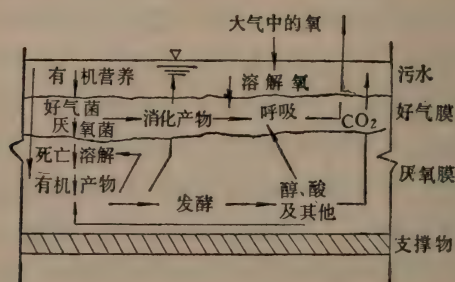 大气中的氧
有机营养
溶解氧
污水
好气菌
消化产物
呼吸
CO₂
好气膜
厌氧菌
死亡溶解
有机产物
发酵
醇、酸
及其他
厌氧膜
支撑物